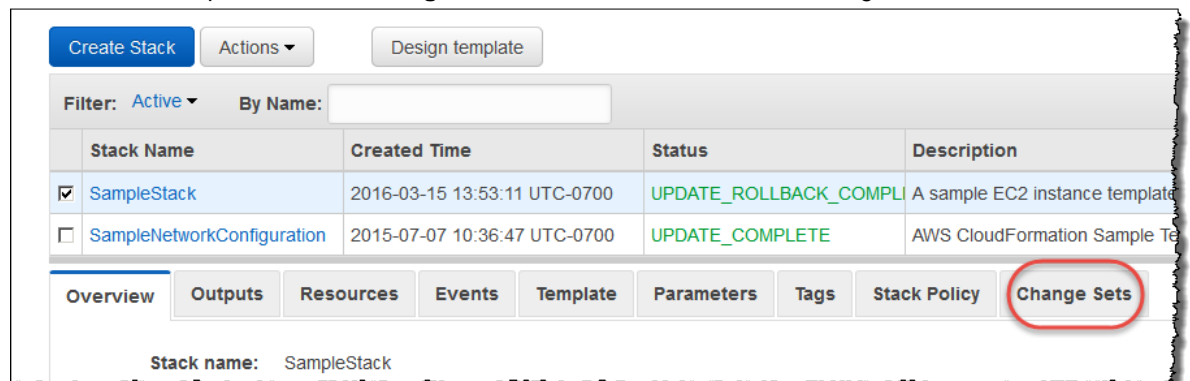 Create Stack Actions Design template
Filter: Active By Name:
Stack Name Created Time Status Description
SampleStack 2016-03-15 13:53:11 UTC-0700 UPDATE_ROLLBACK_COMPL A sample EC2 instance template
SampleNetworkConfiguration 2015-07-07 10:36:47 UTC-0700 UPDATE_COMPLETE AWS CloudFormation Sample Te
Overview Outputs Resources Events Template Parameters Tags Stack Policy Change Sets
Stack name: SampleStack